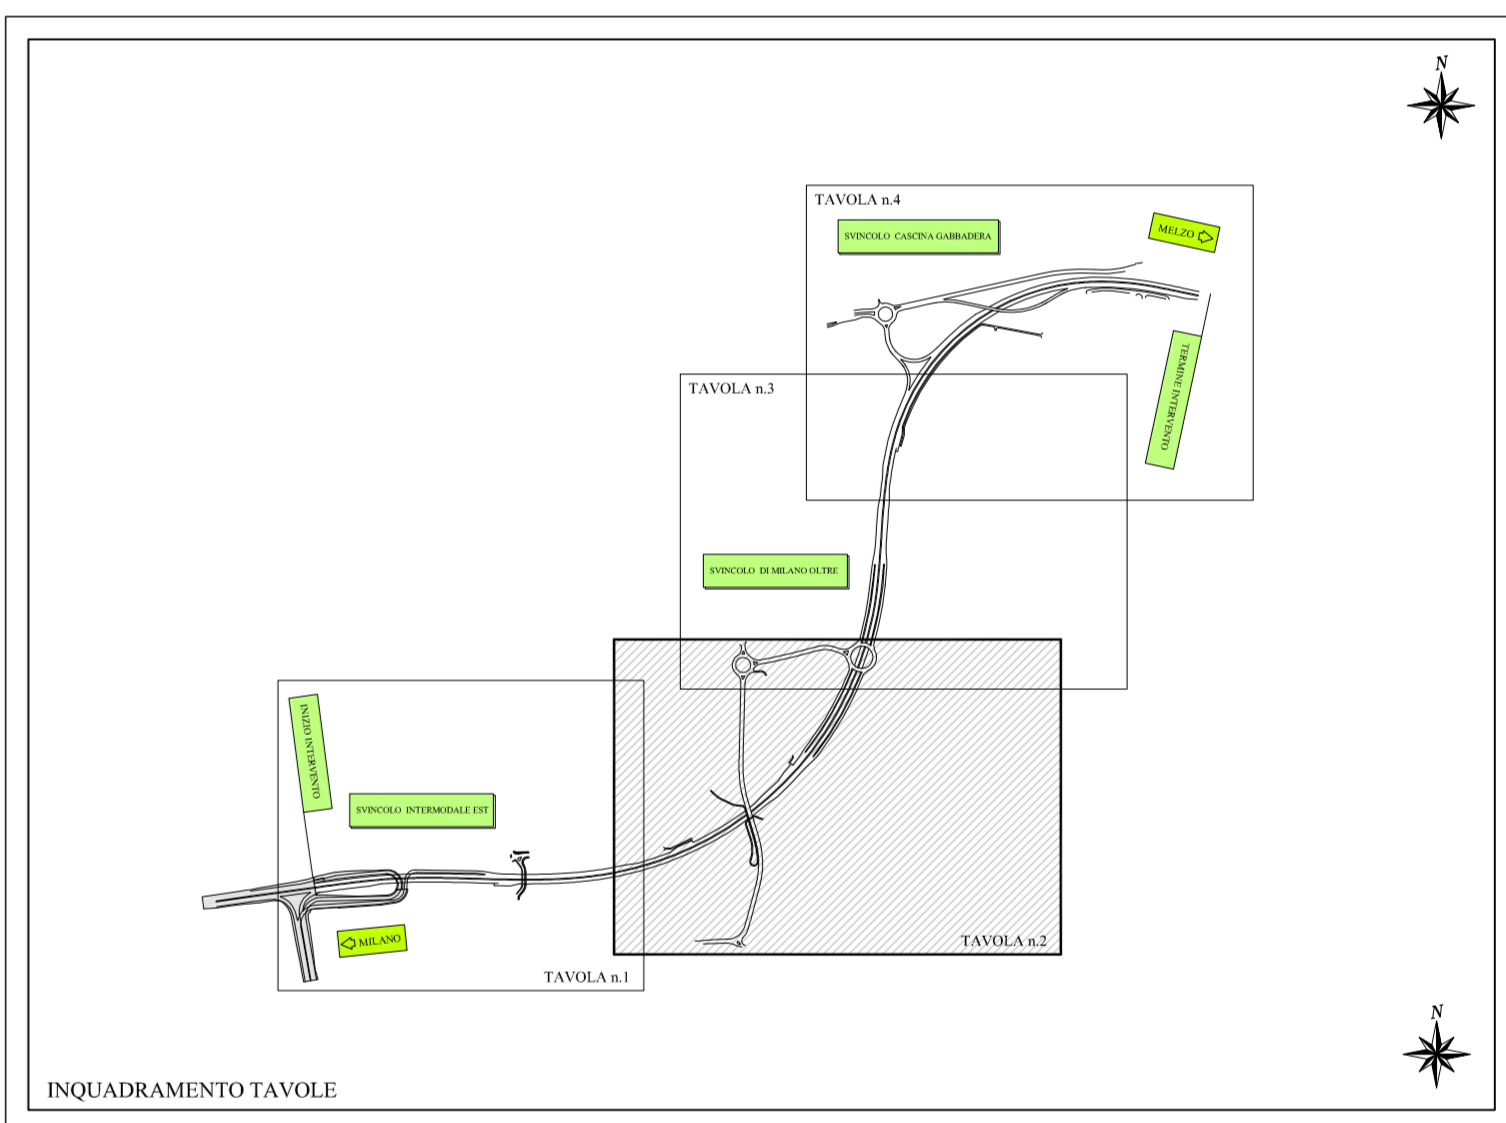 N
TAVOLA n.4
SVINCOLO CASCINA GABBADERA
MELZO
TERMINE INTERVENTO
TAVOLA n.3
SVINCOLO DI MILANO OLTRE
INIZIO INTERVENTO
SVINCOLO INTERMODALE EST
MILANO
TAVOLA n.2
TAVOLA n.1
N
INQUADRAMENTO TAVOLE